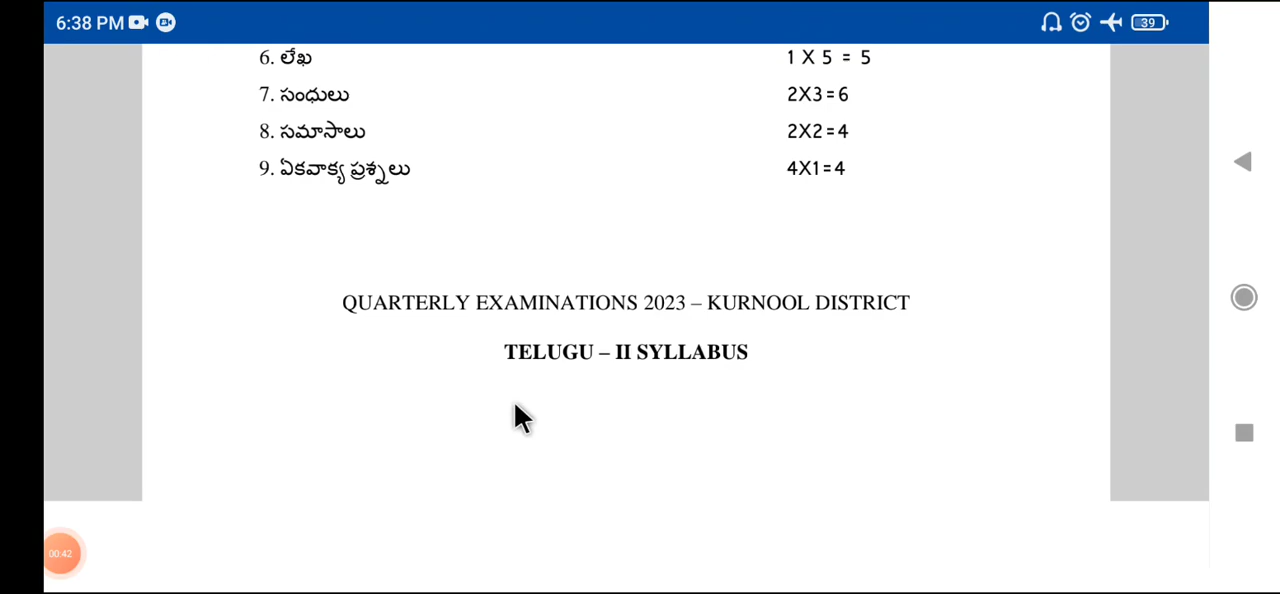 6:38 PM
39
6. లేఖ 1 X 5 = 5
7. సంధులు 2X3=6
8. సమాసాలు 2X2=4
9. ఏకవాక్య ప్రశ్నలు 4X1=4
QUARTERLY EXAMINATIONS 2023 – KURNOOL DISTRICT
TELUGU – II SYLLABUS
00:42